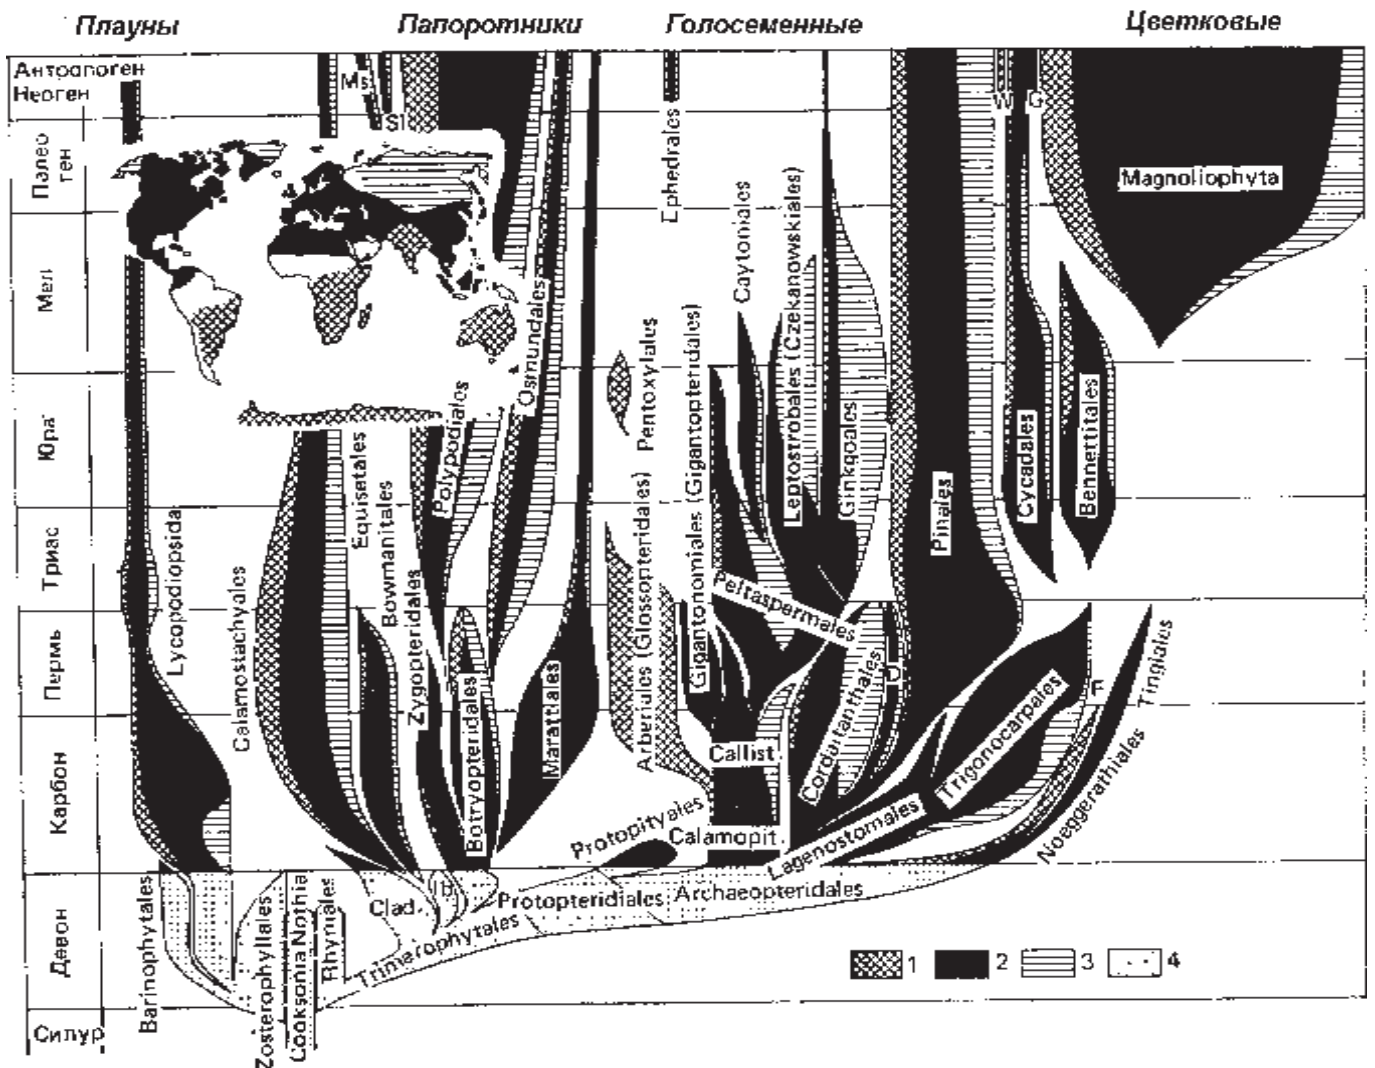 Плауны
Папоротники
Голосеменные
Цветковые
Антропоген
Неоген
Палео
ген
Мел
Юра
Триас
Пермь
Карбон
Девон
Силур
Ms
Sl
W
G
Ephedrales
Magnoliophyta
Caytoniales
Leptostrobales (Czekanowskiales)
Osmundales
Pentoxylales
Gigantonomiales (Gigantopteridales)
Ginkgoales
Polypodiales
Equisetales
Pinales
Cycadales
Bennettitales
Lycopodiopsida
Bowmanitales
Zygopteridales
Arberiales (Glossopteridales)
Peltaspermales
Calamostachyales
Botryopteridales
Marattiales
Callist.
Cordaitanthales
D
Trigonocarpales
F
Tingiales
Protopityales
Calamopit.
Lagenostomales
Noeggerathiales
Barinophytales
Zosterophyllales
Cooksonia Nothia
Rhyniales
Clad.
Ib
Trimerophytales
Protopteridiales
Archaeopteridales
1
2
3
4